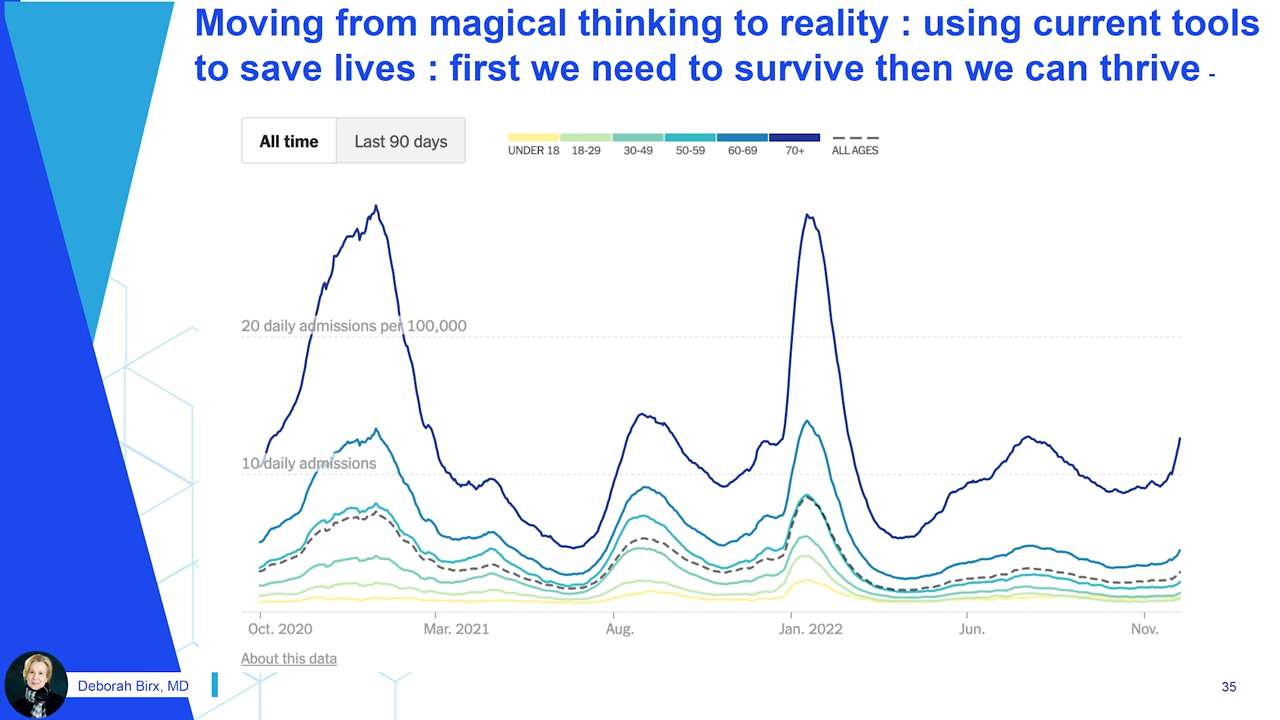 Moving from magical thinking to reality : using current tools
to save lives : first we need to survive then we can thrive -
All time
Last 90 days
UNDER 18 18-29 30-49 50-59 60-69 70+ ALL AGES
20 daily admissions per 100,000
10 daily admissions
Oct. 2020 Mar. 2021 Aug. Jan. 2022 Jun. Nov.
About this data
Deborah Birx, MD
35